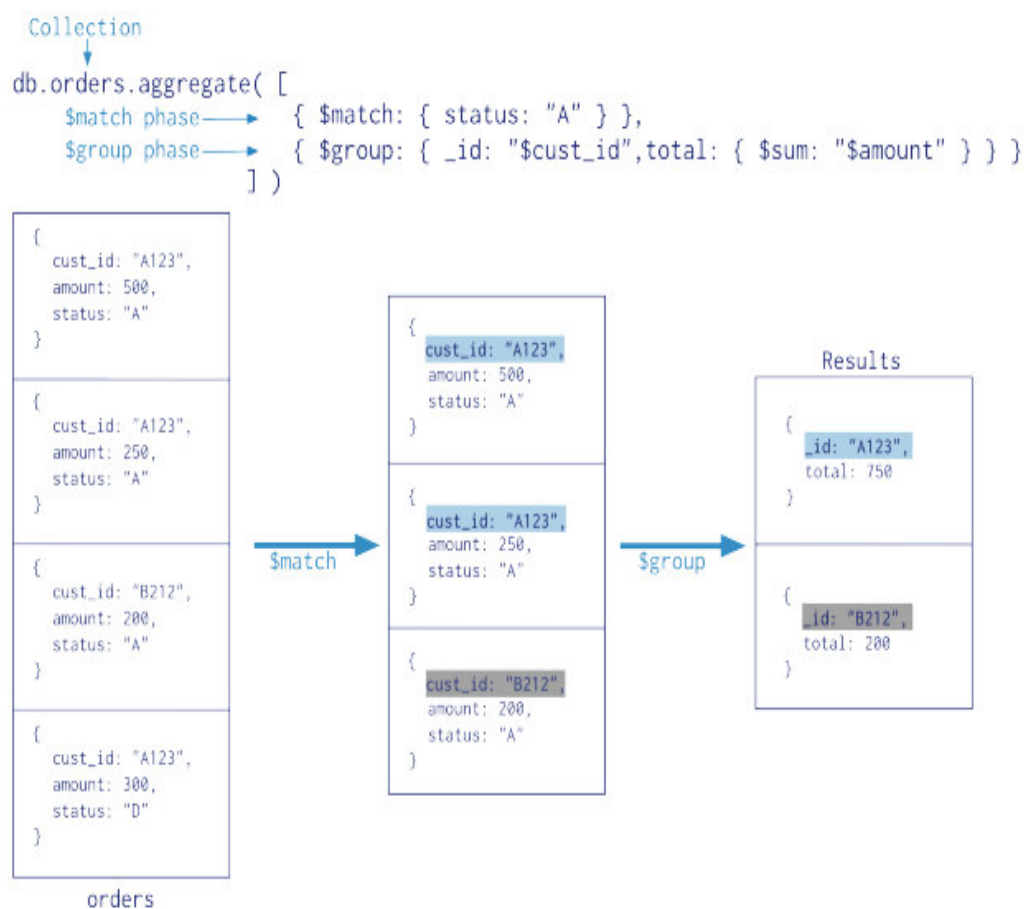 Collection
db.orders.aggregate( [
$match phase { $match: { status: "A" } },
$group phase { $group: { _id: "$cust_id",total: { $sum: "$amount" } } }
] )
{
cust_id: "A123",
amount: 500,
status: "A"
}
{
cust_id: "A123",
amount: 250,
status: "A"
}
{
cust_id: "B212",
amount: 200,
status: "A"
}
{
cust_id: "A123",
amount: 300,
status: "D"
}
orders
$match
{
cust_id: "A123",
amount: 500,
status: "A"
}
{
cust_id: "A123",
amount: 250,
status: "A"
}
{
cust_id: "B212",
amount: 200,
status: "A"
}
$group
Results
{
_id: "A123",
total: 750
}
{
_id: "B212",
total: 200
}